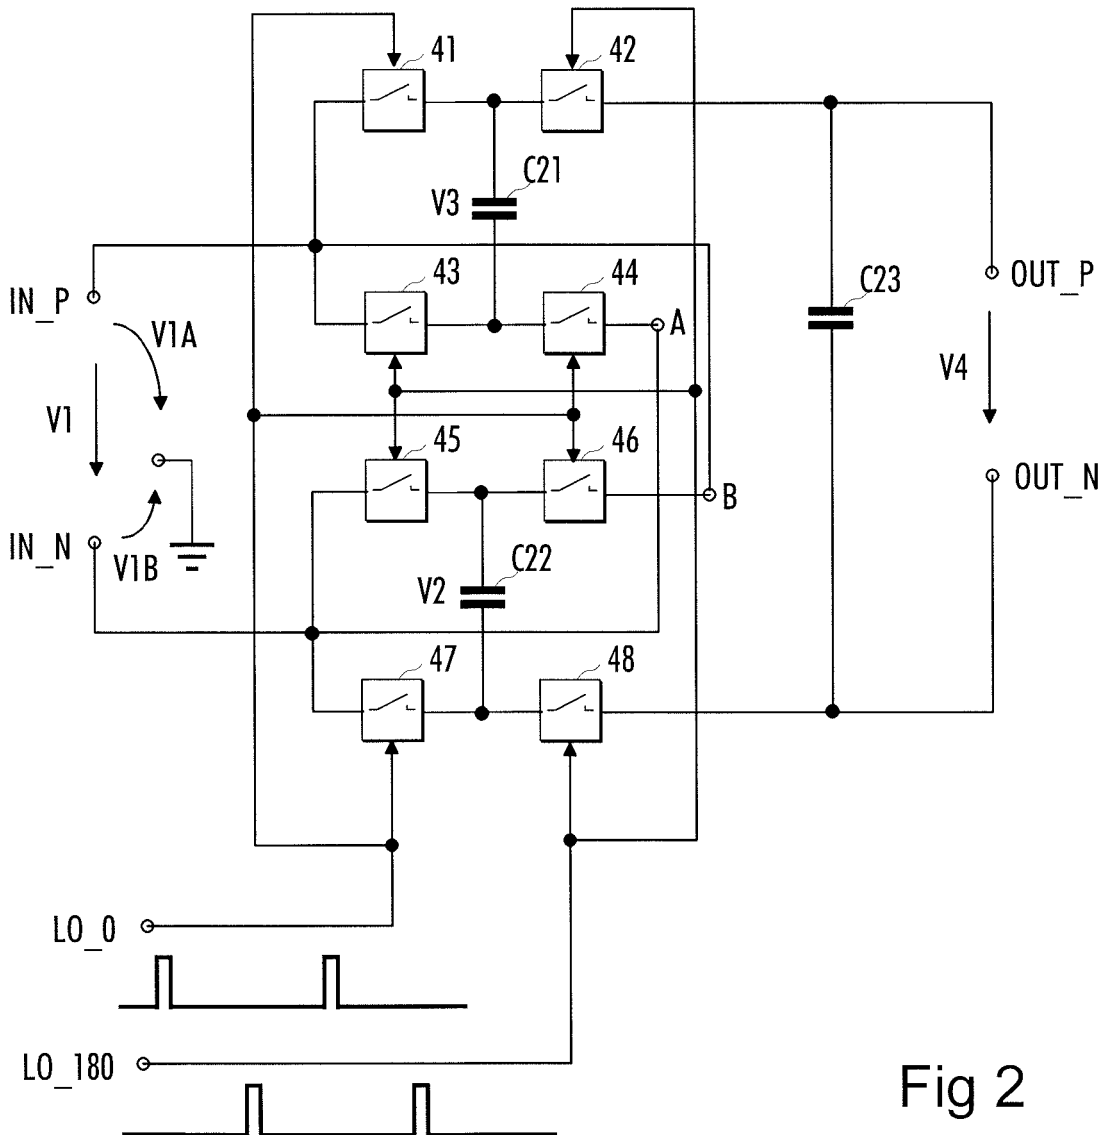 41
42
V3
C21
43
44
IN_P
V1A
A
C23
OUT_P
V1
V4
45
46
B
OUT_N
IN_N
V1B
V2
C22
47
48
LO_0
LO_180
Fig 2